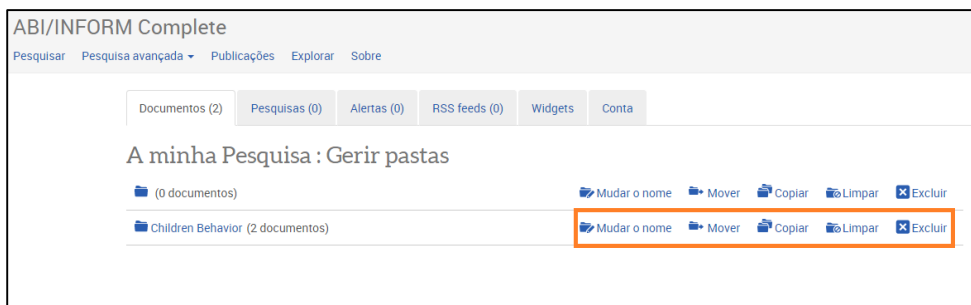 ABI/INFORM Complete
Pesquisar Pesquisa avançada Publicações Explorar Sobre
Documentos (2) Pesquisas (0) Alertas (0) RSS feeds (0) Widgets Conta
A minha Pesquisa : Gerir pastas
(0 documentos) Mudar o nome Mover Copiar Limpar Excluir
Children Behavior (2 documentos) Mudar o nome Mover Copiar Limpar Excluir